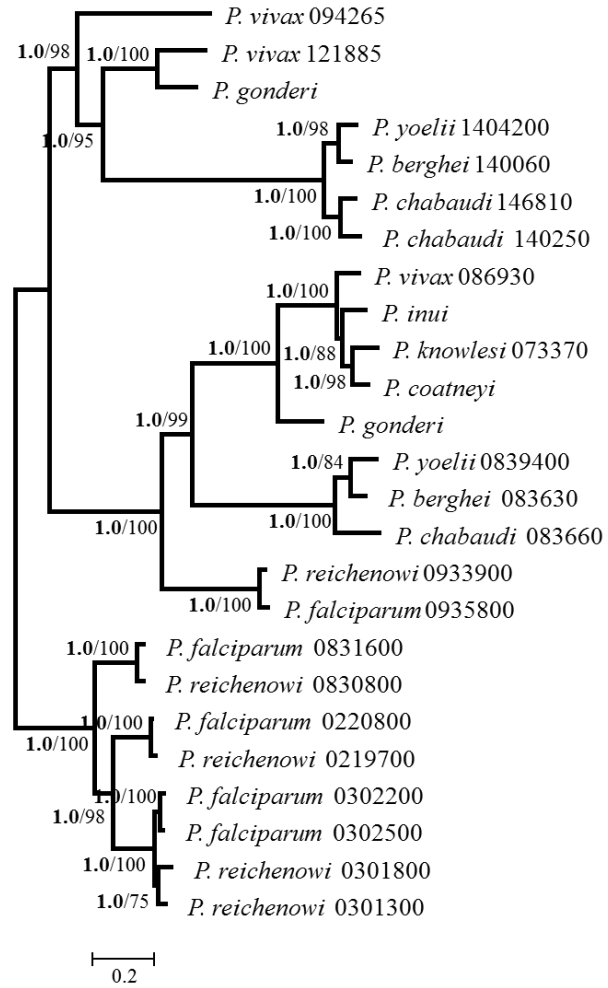 P. vivax 094265
1.0/98
1.0/100
P. vivax 121885
P. gonderi
1.0/98
P. yoelii 1404200
1.0/95
P. berghei 140060
1.0/100
P. chabaudi 146810
1.0/100
P. chabaudi 140250
P. vivax 086930
1.0/100
P. inui
1.0/100
1.0/88
P. knowlesi 073370
1.0/98
P. coatneyi
1.0/99
P. gonderi
1.0/84
P. yoelii 0839400
P. berghei 083630
1.0/100
1.0/100
P. chabaudi 083660
P. reichenowi 0933900
1.0/100
P. falciparum 0935800
1.0/100
P. falciparum 0831600
P. reichenowi 0830800
1.0/100
P. falciparum 0220800
1.0/100
P. reichenowi 0219700
1.0/100
P. falciparum 0302200
1.0/98
P. falciparum 0302500
1.0/100
P. reichenowi 0301800
1.0/75
P. reichenowi 0301300
0.2